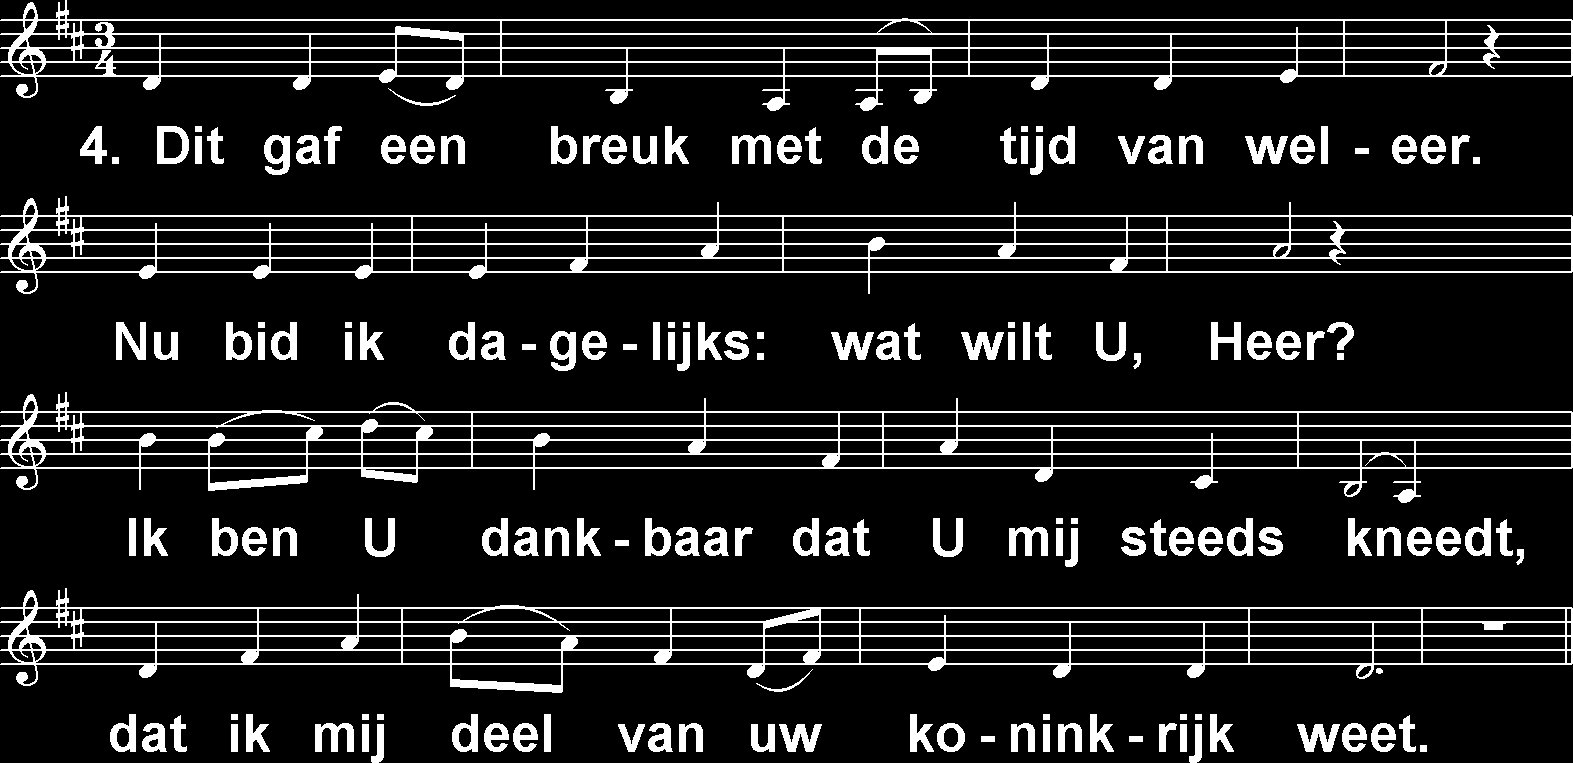 4. Dit gaf een breuk met de tijd van wel - eer.
Nu bid ik da - ge - lijks: wat wilt U, Heer?
Ik ben U dank - baar dat U mij steeds kneedt,
dat ik mij deel van uw ko - nink - rijk weet.